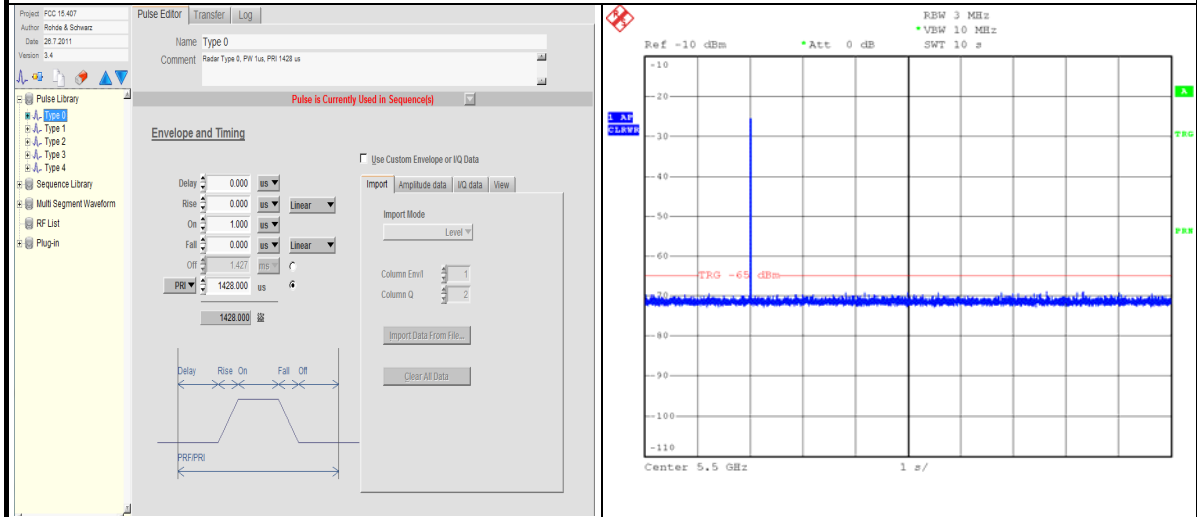 Project FCC 15.407
Author Rohde & Schwarz
Date 26.7.2011
Version 3.4
Pulse Library
Type 0
Type 1
Type 2
Type 3
Type 4
Sequence Library
Multi Segment Waveform
RF List
Plug-in
Pulse Editor Transfer Log
Name Type 0
Comment Radar Type 0, PW 1us, PRI 1428 us
Pulse is Currently Used in Sequence(s)
Envelope and Timing
Delay 0.000 us
Rise 0.000 us Linear
On 1.000 us
Fall 0.000 us Linear
Off 1.427 ms
PRI 1428.000 us
1428.000
Delay Rise On Fall Off
PRF/PRI
Use Custom Envelope or I/Q Data
Import Amplitude data I/Q data View
Import Mode
Level
Column Env/I 1
Column Q 2
Import Data From File...
Clear All Data
RBW 3 MHz
*VBW 10 MHz
Ref -10 dBm *Att 0 dB SWT 10 s
-10
-20
-30
-40
-50
-60
TRG -65 dBm
-70
-80
-90
-100
-110
1 AP
CLRWR
A
TRG
Center 5.5 GHz 1 s/